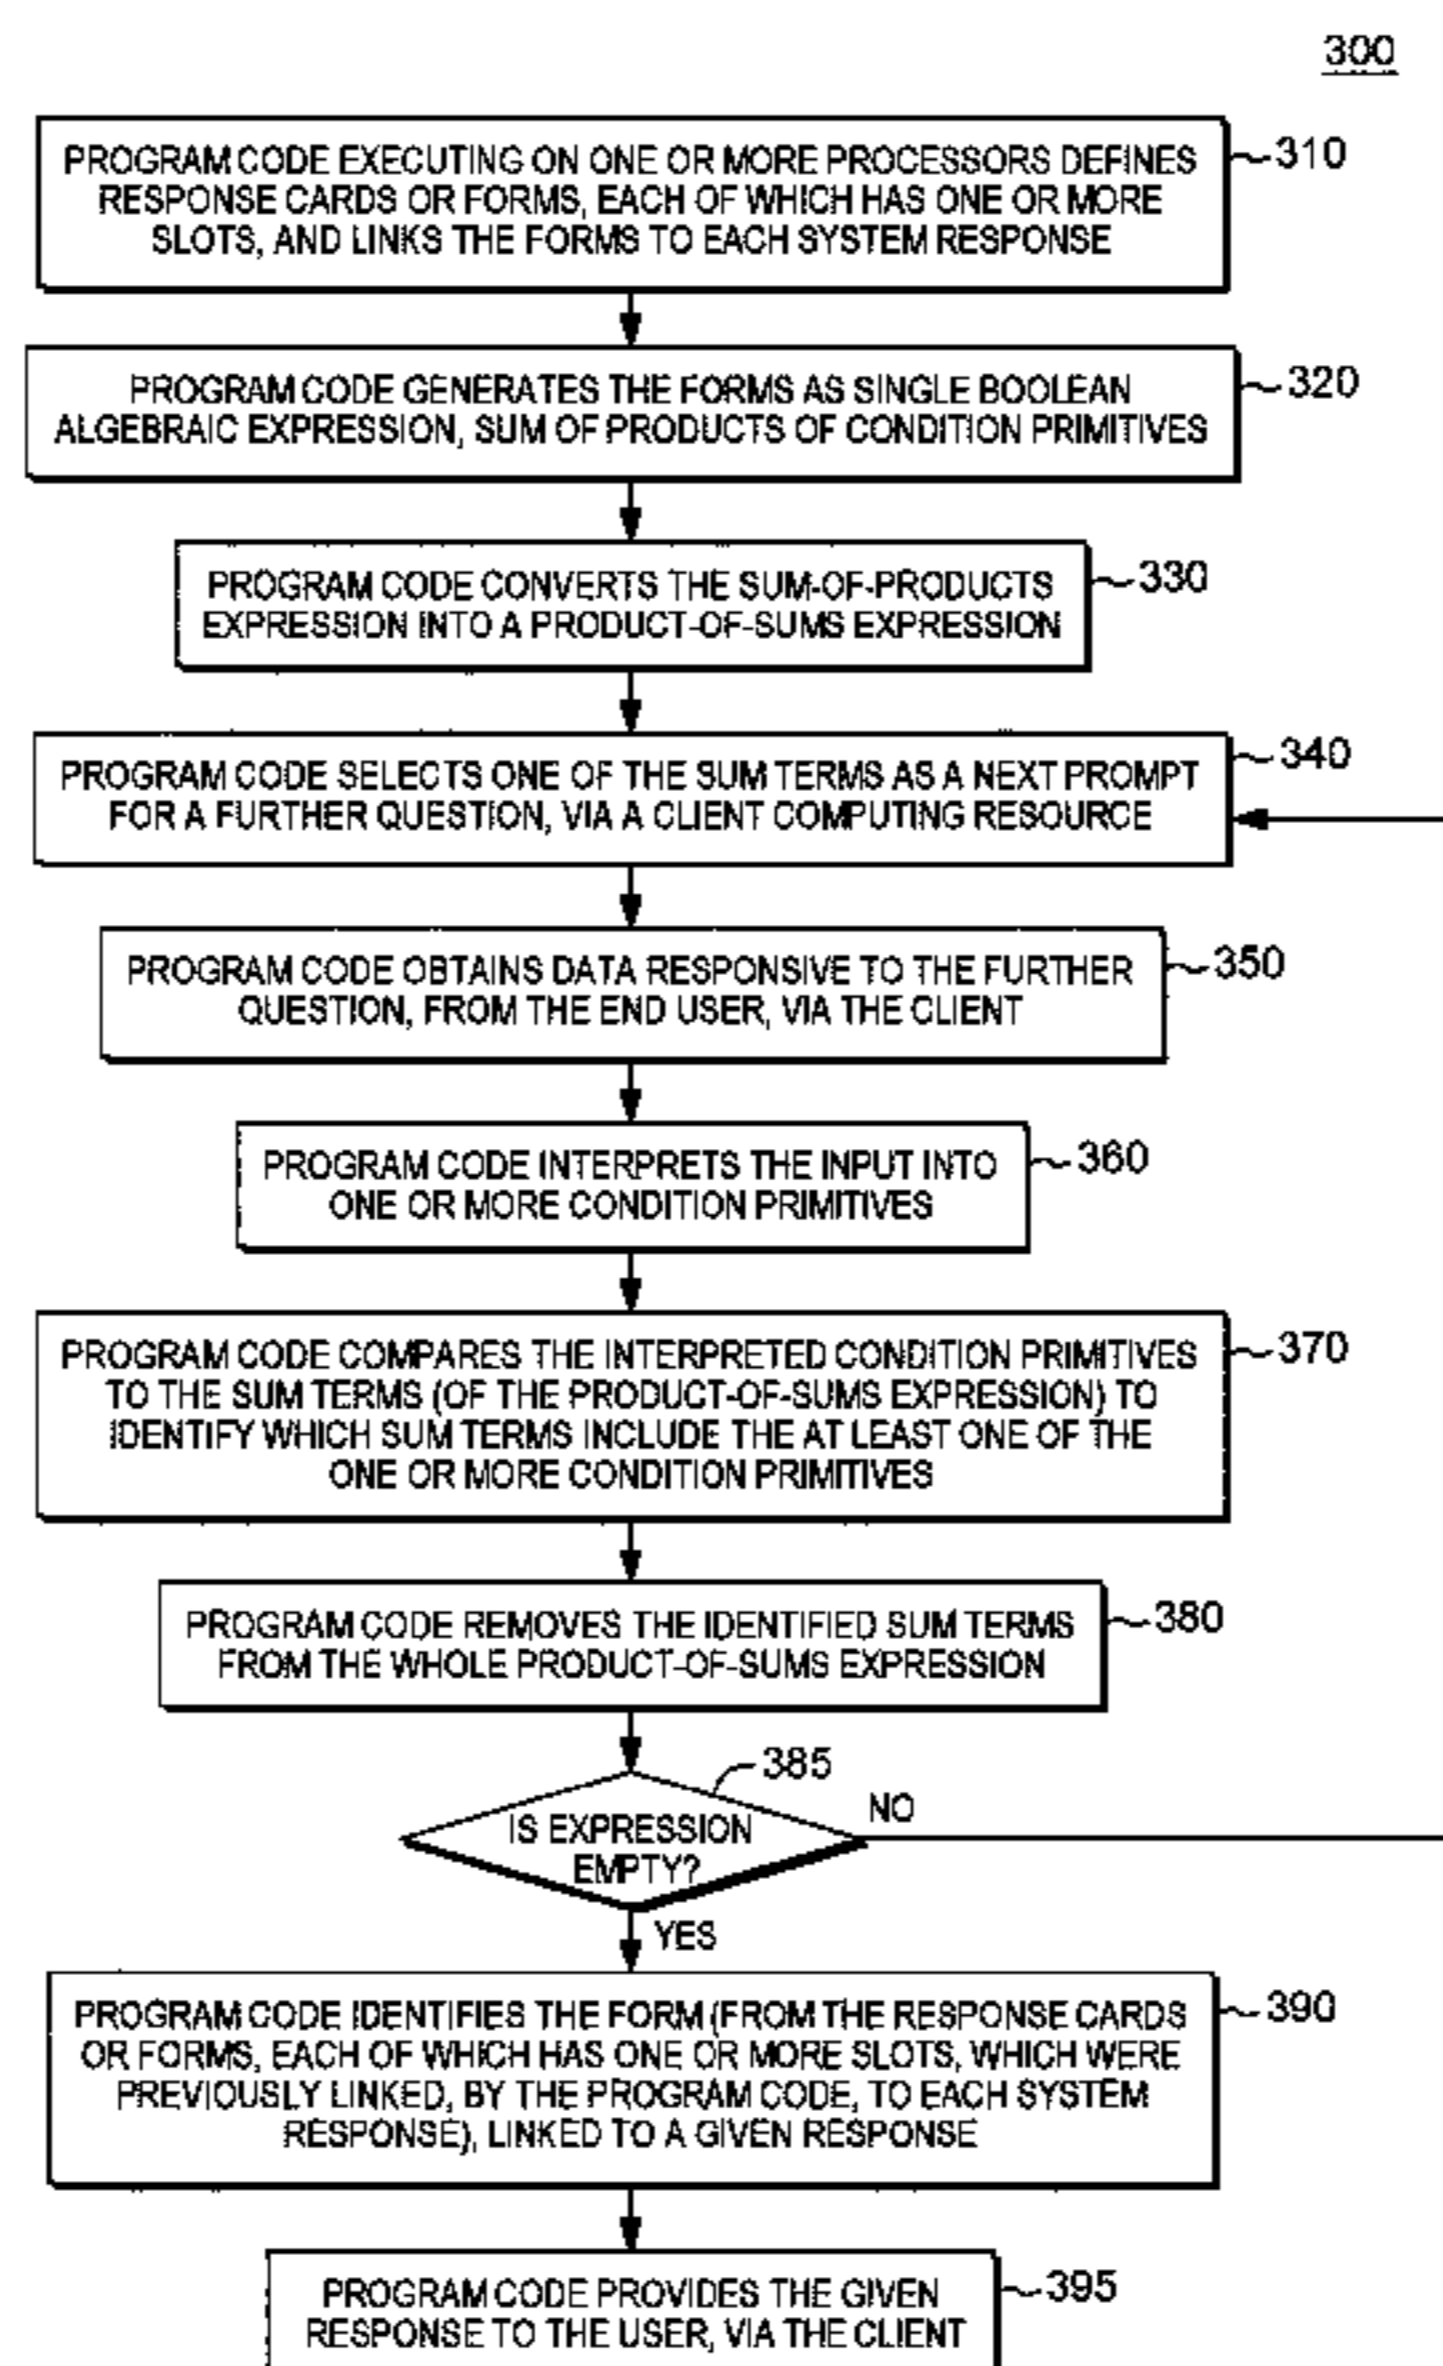 300
PROGRAM CODE EXECUTING ON ONE OR MORE PROCESSORS DEFINES
RESPONSE CARDS OR FORMS, EACH OF WHICH HAS ONE OR MORE
SLOTS, AND LINKS THE FORMS TO EACH SYSTEM RESPONSE
310
PROGRAM CODE GENERATES THE FORMS AS SINGLE BOOLEAN
ALGEBRAIC EXPRESSION, SUM OF PRODUCTS OF CONDITION PRIMITIVES
320
PROGRAM CODE CONVERTS THE SUM-OF-PRODUCTS
EXPRESSION INTO A PRODUCT-OF-SUMS EXPRESSION
330
PROGRAM CODE SELECTS ONE OF THE SUM TERMS AS A NEXT PROMPT
FOR A FURTHER QUESTION, VIA A CLIENT COMPUTING RESOURCE
340
PROGRAM CODE OBTAINS DATA RESPONSIVE TO THE FURTHER
QUESTION, FROM THE END USER, VIA THE CLIENT
350
PROGRAM CODE INTERPRETS THE INPUT INTO
ONE OR MORE CONDITION PRIMITIVES
360
PROGRAM CODE COMPARES THE INTERPRETED CONDITION PRIMITIVES
TO THE SUM TERMS (OF THE PRODUCT-OF-SUMS EXPRESSION) TO
IDENTIFY WHICH SUM TERMS INCLUDE THE AT LEAST ONE OF THE
ONE OR MORE CONDITION PRIMITIVES
370
PROGRAM CODE REMOVES THE IDENTIFIED SUM TERMS
FROM THE WHOLE PRODUCT-OF-SUMS EXPRESSION
380
385
IS EXPRESSION
EMPTY?
NO
YES
PROGRAM CODE IDENTIFIES THE FORM (FROM THE RESPONSE CARDS
OR FORMS, EACH OF WHICH HAS ONE OR MORE SLOTS, WHICH WERE
PREVIOUSLY LINKED, BY THE PROGRAM CODE, TO EACH SYSTEM
RESPONSE), LINKED TO A GIVEN RESPONSE
390
PROGRAM CODE PROVIDES THE GIVEN
RESPONSE TO THE USER, VIA THE CLIENT
395